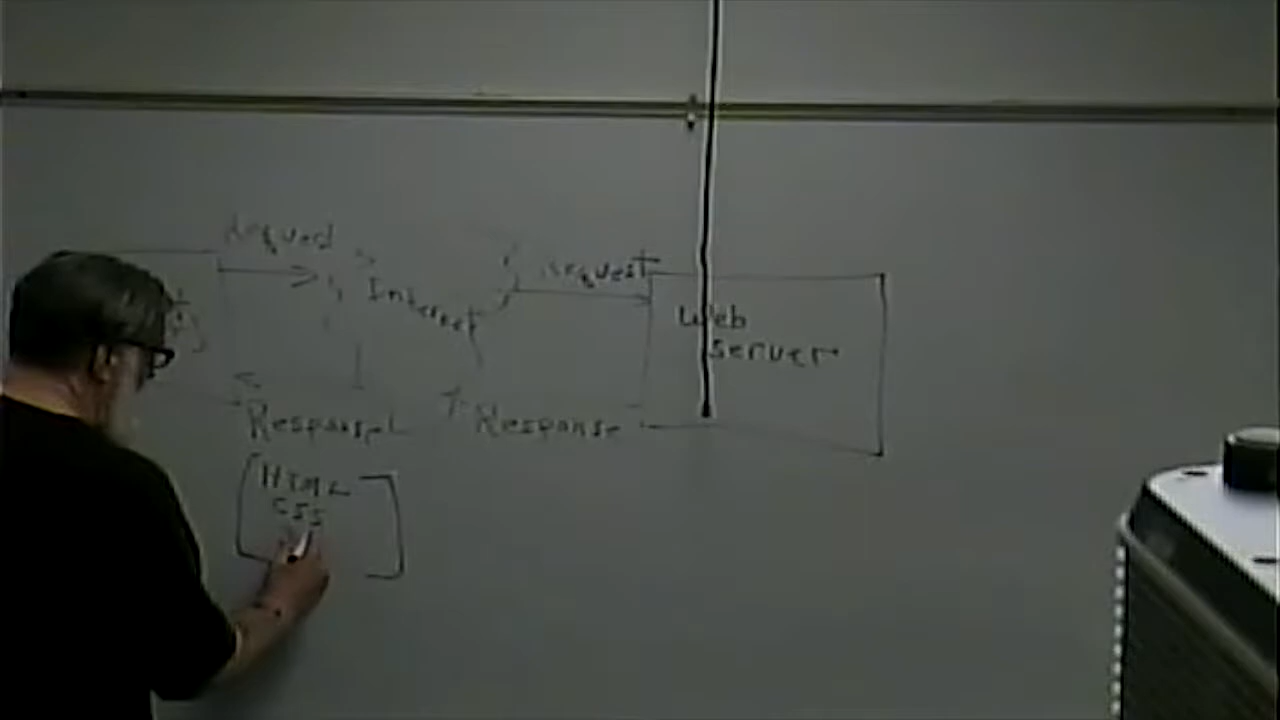 Request
Internet
Request
Web
Server
Response
Response
HTML
CSS